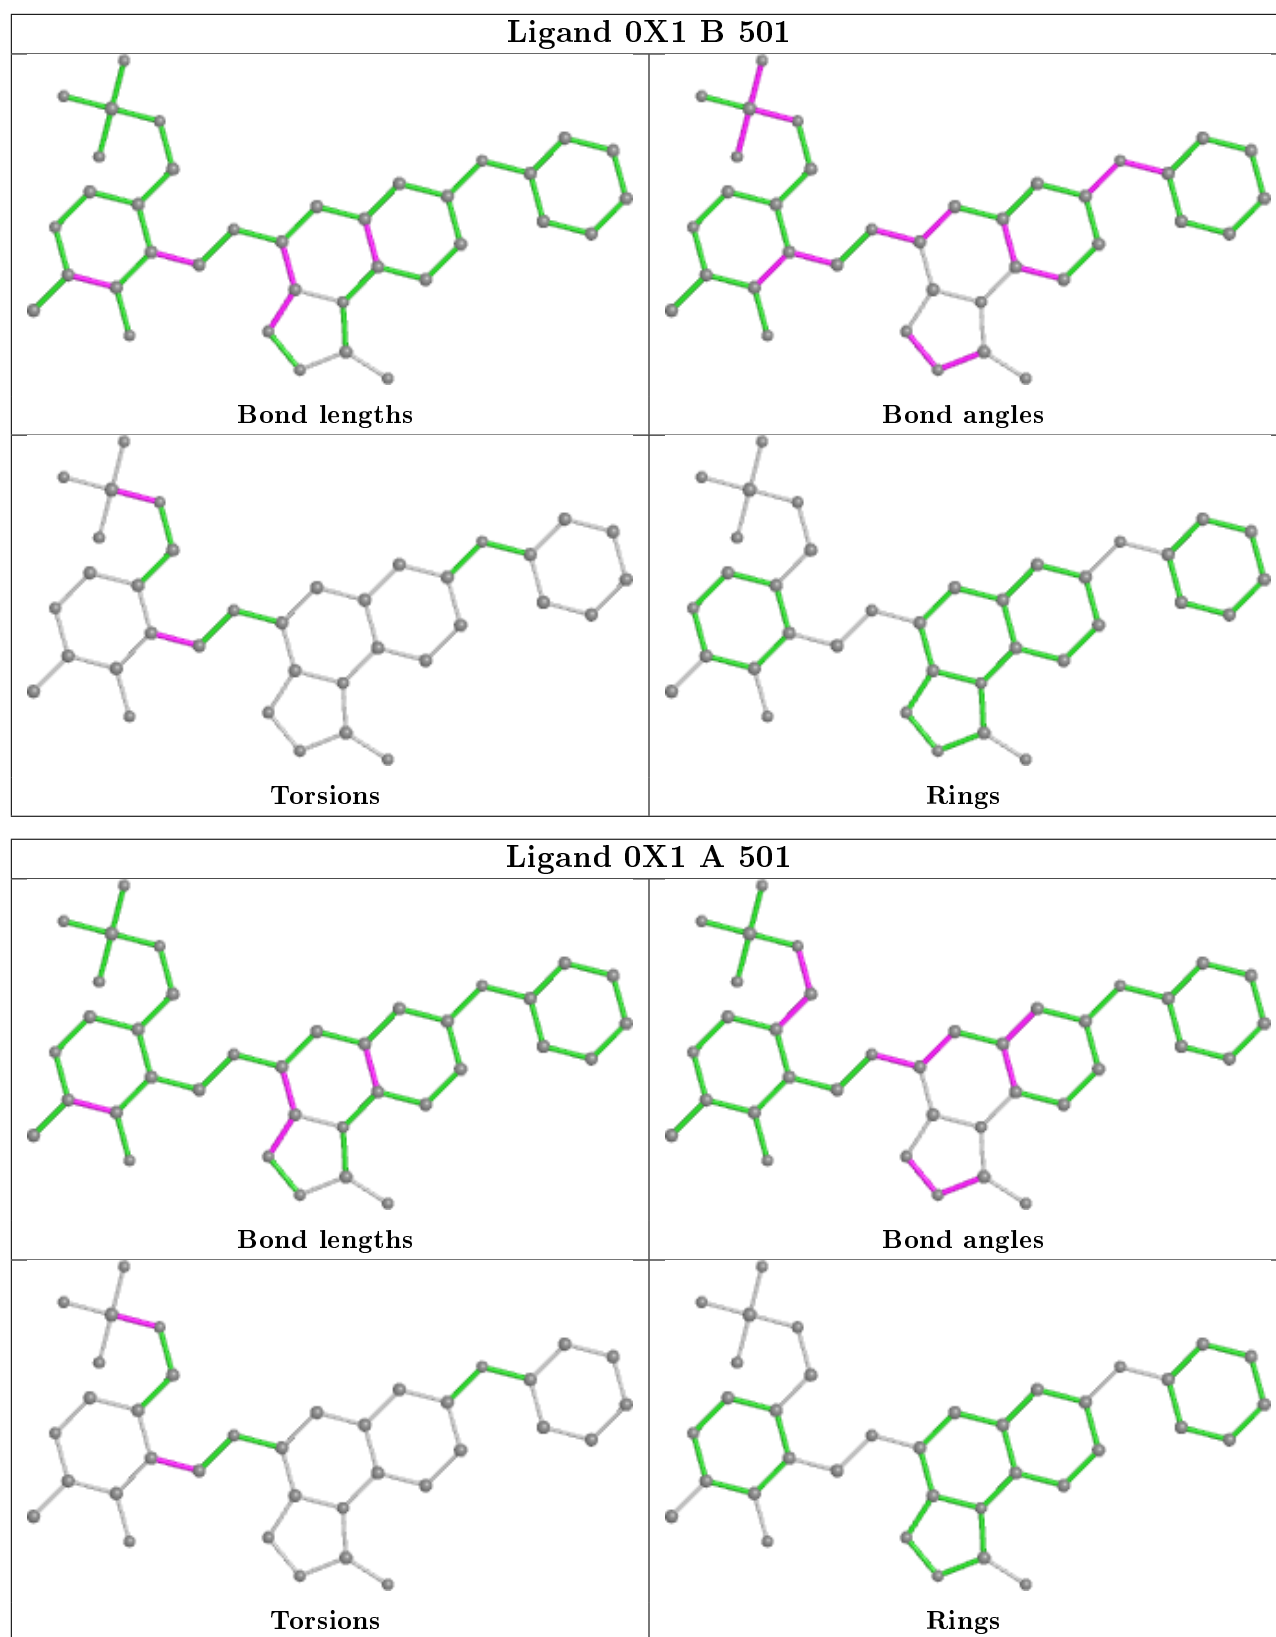 Ligand 0X1 B 501
Bond lengths
Bond angles
Torsions
Rings
Ligand 0X1 A 501
Bond lengths
Bond angles
Torsions
Rings